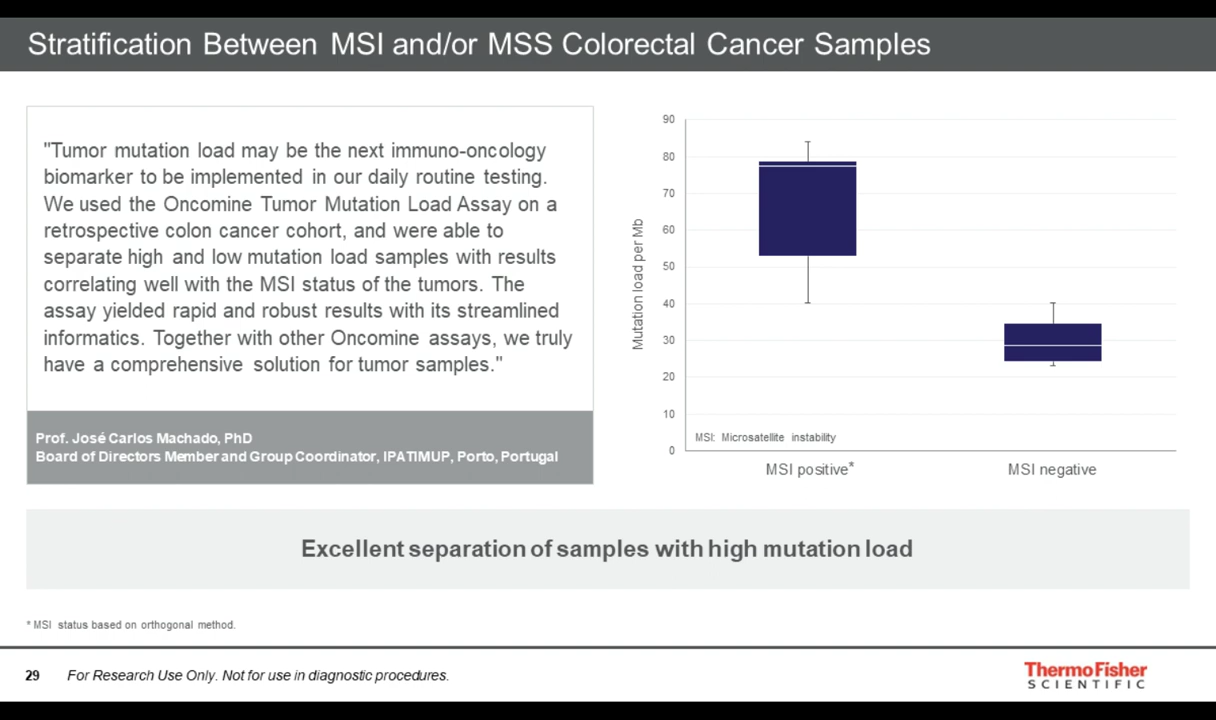 Stratification Between MSI and/or MSS Colorectal Cancer Samples
"Tumor mutation load may be the next immuno-oncology
biomarker to be implemented in our daily routine testing.
We used the Oncomine Tumor Mutation Load Assay on a
retrospective colon cancer cohort, and were able to
separate high and low mutation load samples with results
correlating well with the MSI status of the tumors. The
assay yielded rapid and robust results with its streamlined
informatics. Together with other Oncomine assays, we truly
have a comprehensive solution for tumor samples."
Prof. José Carlos Machado, PhD
Board of Directors Member and Group Coordinator, IPATIMUP, Porto, Portugal
Mutation load per Mb
90
80
70
60
50
40
30
20
10
0
MSI: Microsatellite instability
MSI positive*
MSI negative
Excellent separation of samples with high mutation load
* MSI status based on orthogonal method.
29
For Research Use Only. Not for use in diagnostic procedures.
ThermoFisher
SCIENTIFIC